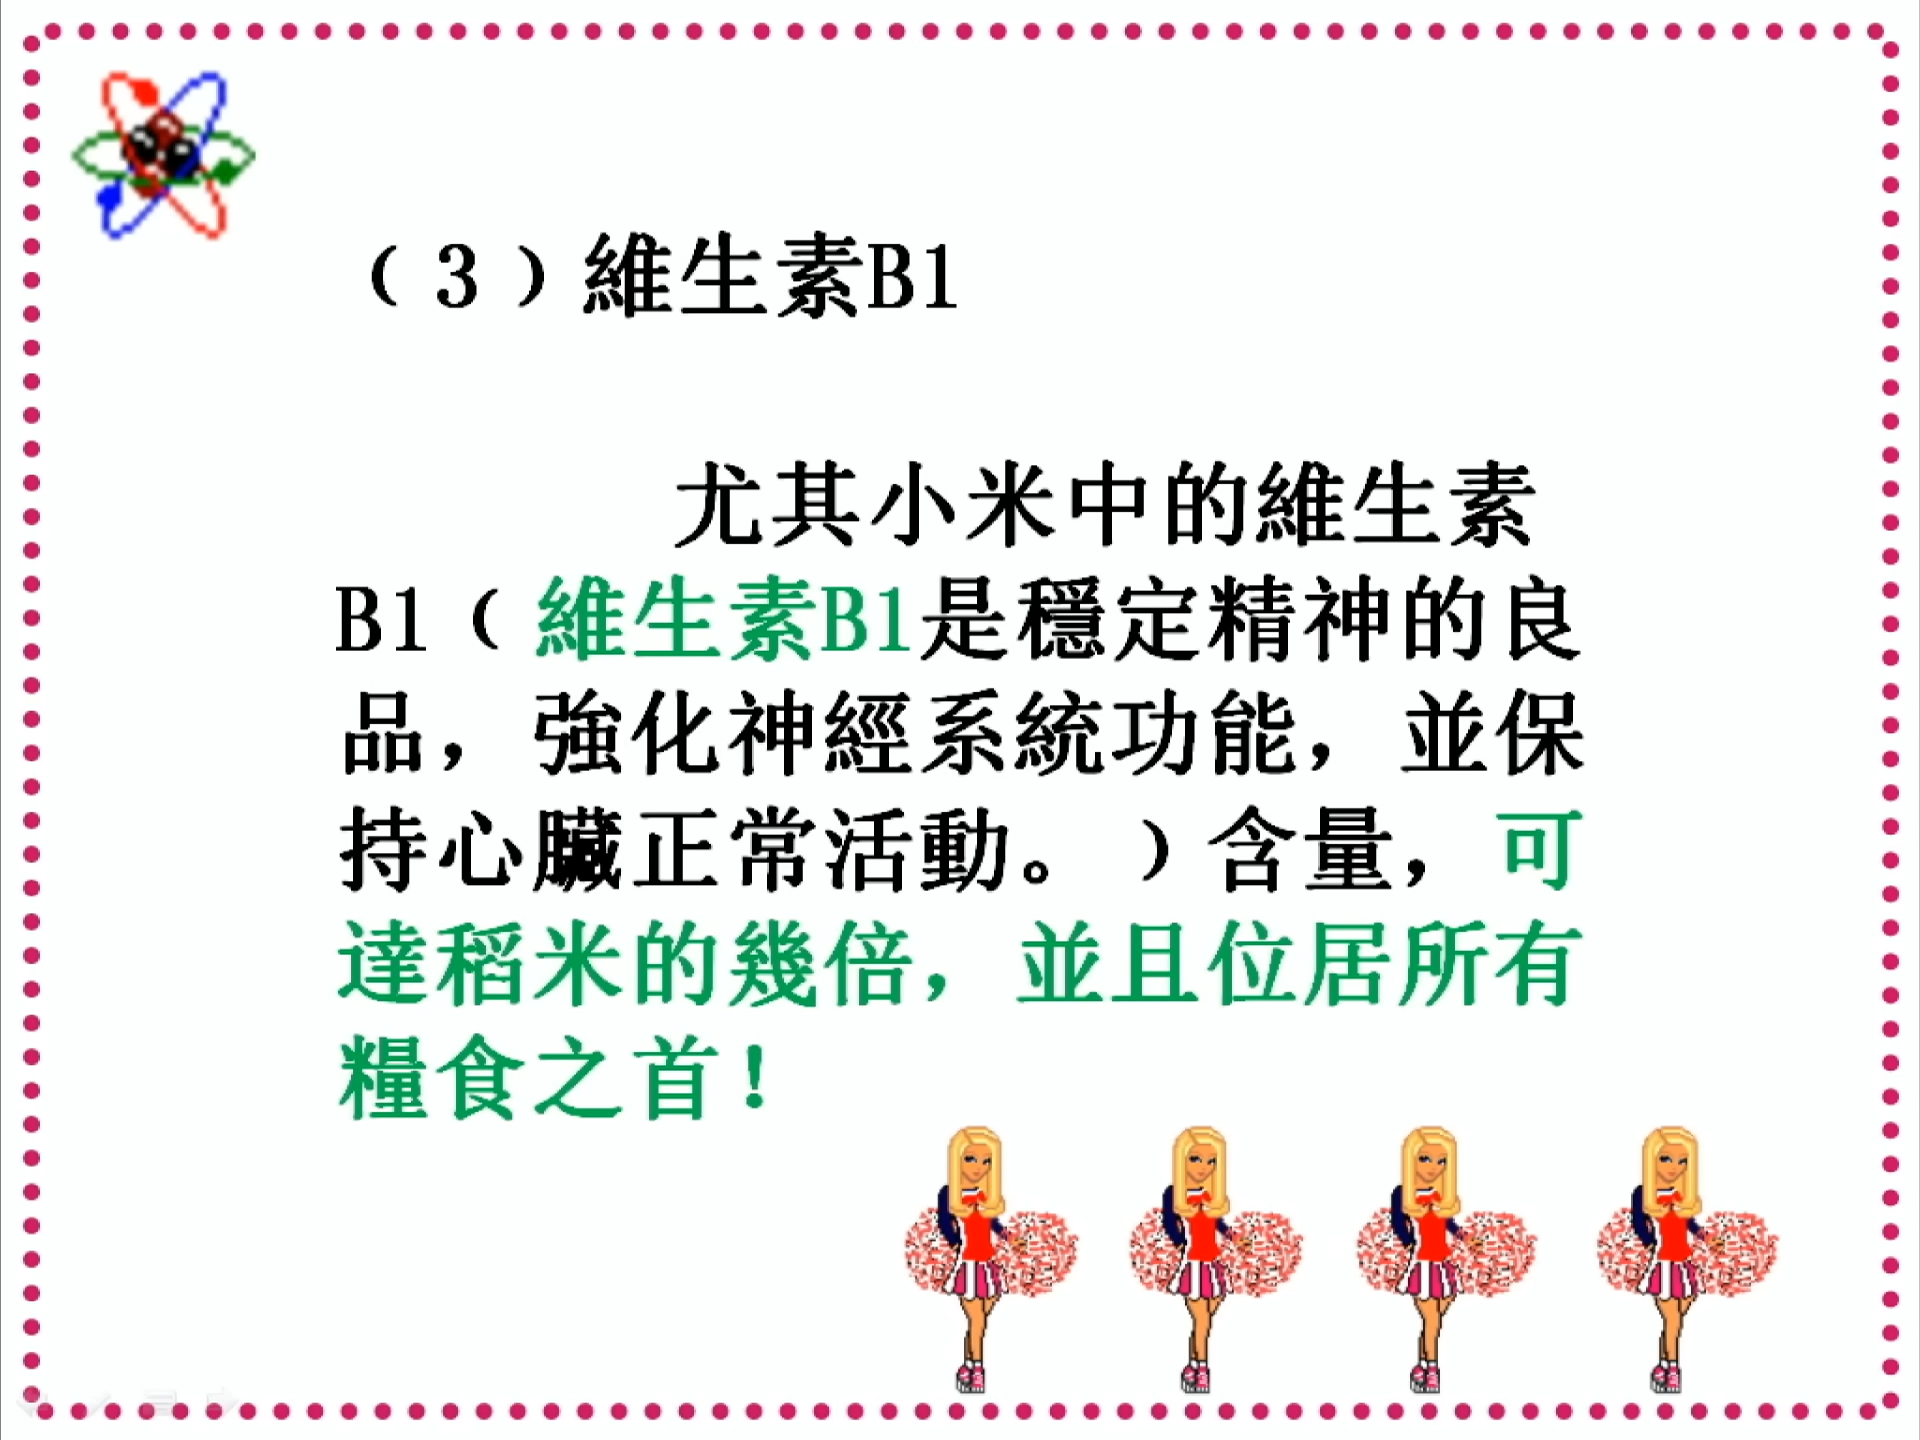 （3）維生素B1
尤其小米中的維生素
B1（維生素B1是穩定精神的良
品，強化神經系統功能，並保
持心臟正常活動。）含量，可
達稻米的幾倍，並且位居所有
糧食之首！